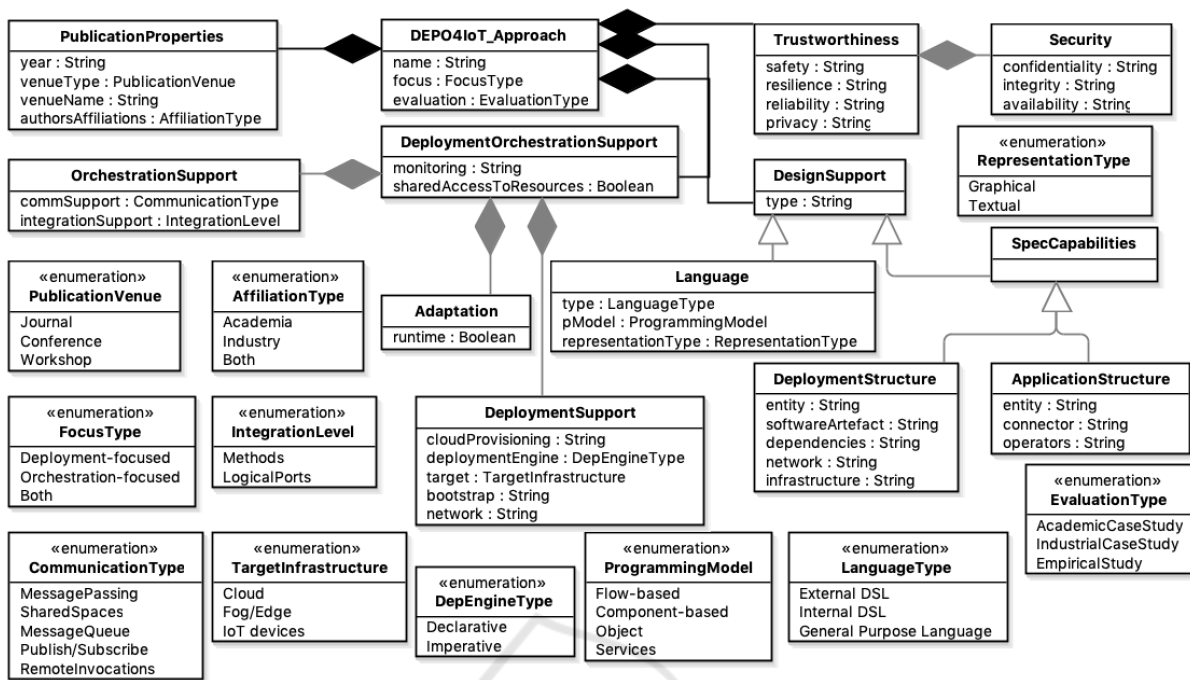 PublicationProperties
year : String
venueType : PublicationVenue
venueName : String
authorsAffiliations : AffiliationType
DEPO4IoT_Approach
name : String
focus : FocusType
evaluation : EvaluationType
Trustworthiness
safety : String
resilience : String
reliability : String
privacy : String
Security
confidentiality : String
integrity : String
availability : String
OrchestrationSupport
commSupport : CommunicationType
integrationSupport : IntegrationLevel
DeploymentOrchestrationSupport
monitoring : String
sharedAccessToResources : Boolean
DesignSupport
type : String
«enumeration»
RepresentationType
Graphical
Textual
SpecCapabilities
«enumeration»
PublicationVenue
Journal
Conference
Workshop
«enumeration»
AffiliationType
Academia
Industry
Both
Adaptation
runtime : Boolean
Language
type : LanguageType
pModel : ProgrammingModel
representationType : RepresentationType
«enumeration»
FocusType
Deployment-focused
Orchestration-focused
Both
«enumeration»
IntegrationLevel
Methods
LogicalPorts
DeploymentSupport
cloudProvisioning : String
deploymentEngine : DepEngineType
target : TargetInfrastructure
bootstrap : String
network : String
DeploymentStructure
entity : String
softwareArtefact : String
dependencies : String
network : String
infrastructure : String
ApplicationStructure
entity : String
connector : String
operators : String
«enumeration»
EvaluationType
AcademicCaseStudy
IndustrialCaseStudy
EmpiricalStudy
«enumeration»
CommunicationType
MessagePassing
SharedSpaces
MessageQueue
Publish/Subscribe
RemoteInvocations
«enumeration»
TargetInfrastructure
Cloud
Fog/Edge
IoT devices
«enumeration»
DepEngineType
Declarative
Imperative
«enumeration»
ProgrammingModel
Flow-based
Component-based
Object
Services
«enumeration»
LanguageType
External DSL
Internal DSL
General Purpose Language